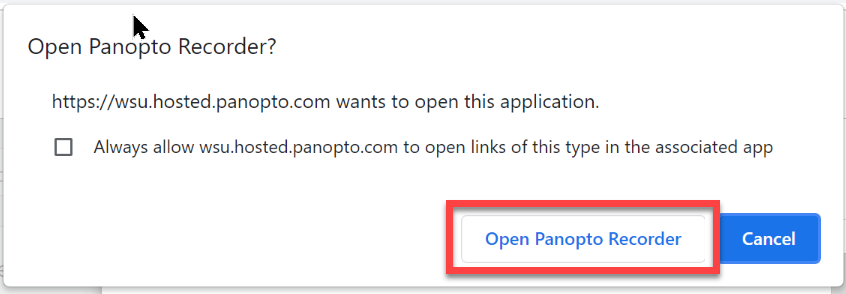 Open Panopto Recorder?
https://wsu.hosted.panopto.com wants to open this application.
Always allow wsu.hosted.panopto.com to open links of this type in the associated app
Open Panopto Recorder
Cancel